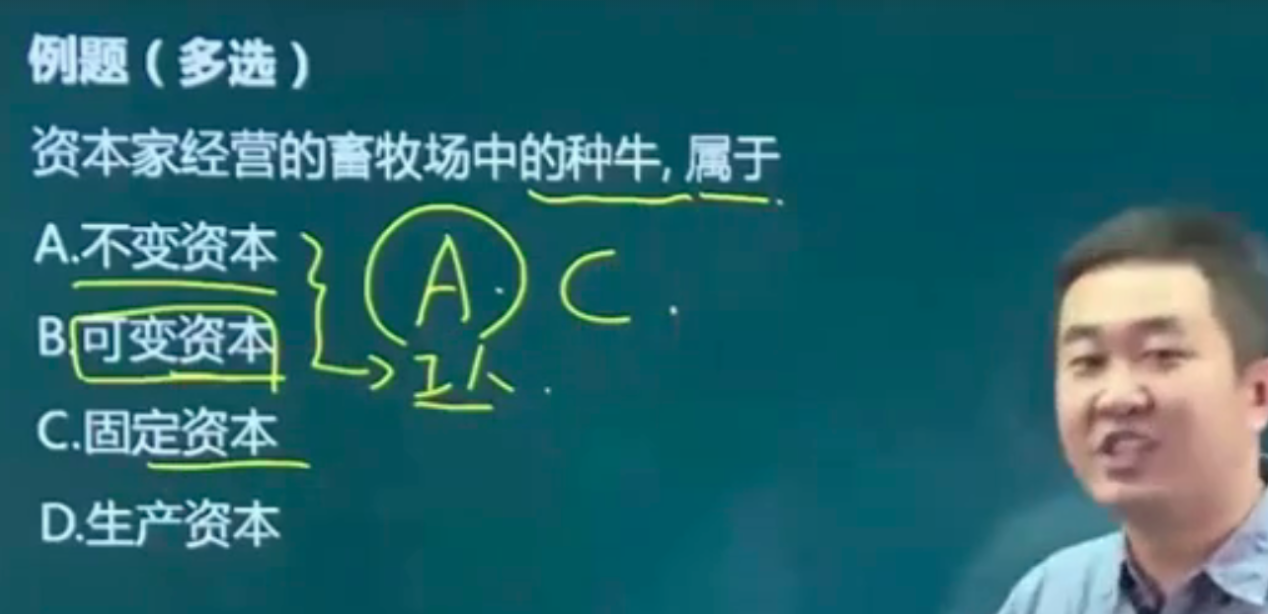 例题（多选）
资本家经营的畜牧场中的种牛,属于
A.不变资本
A C
B.可变资本
工人
C.固定资本
D.生产资本